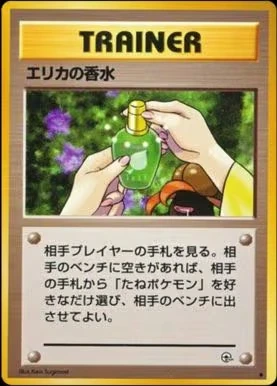 TRAINER
エリカの香水
相手プレイヤーの手札を見る。相
手のベンチに空きがあれば、相手
の手札から「たねポケモン」を好
きなだけ選び、相手のベンチに出
させてよい。
Illus. Ken Sugimori